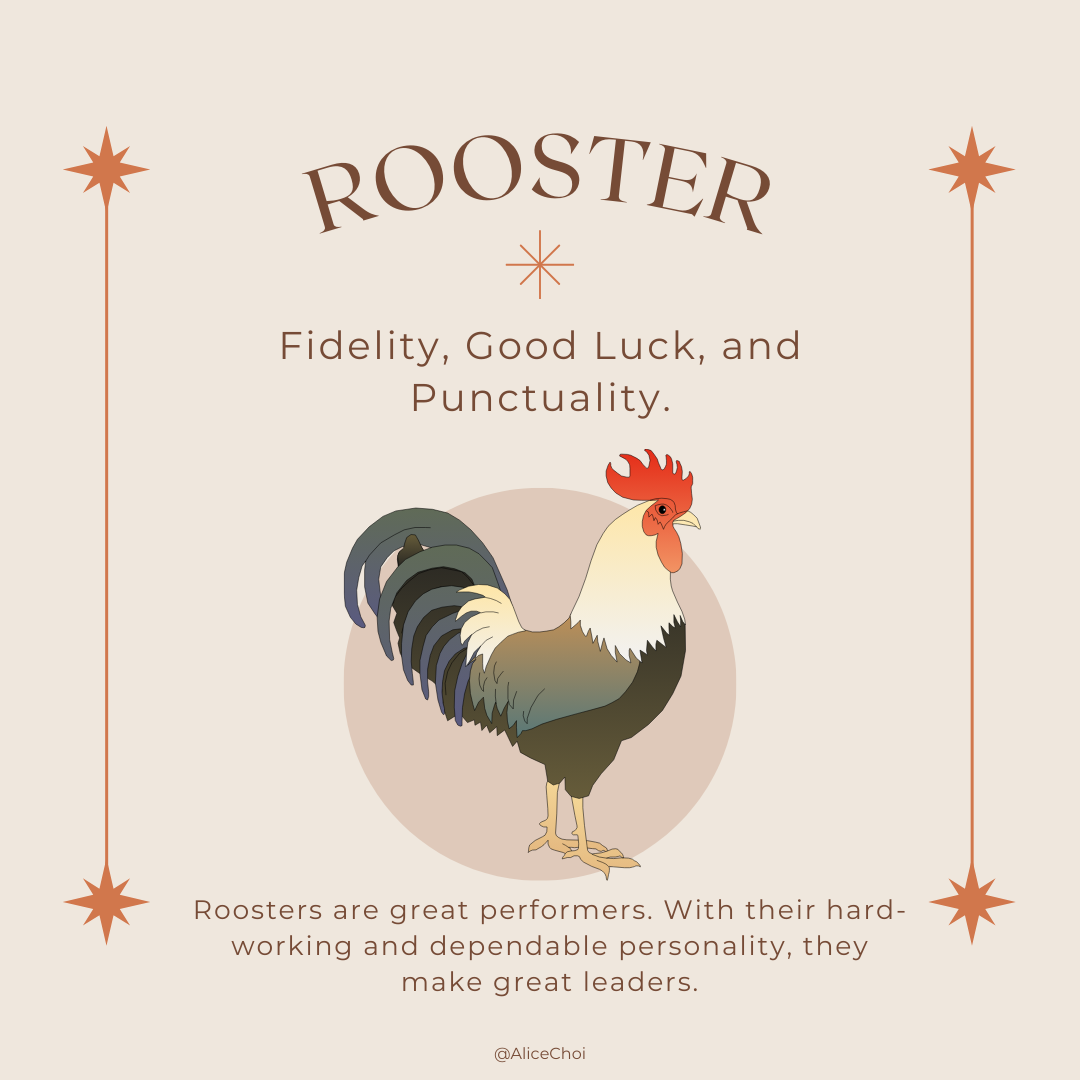 ROOSTER
Fidelity, Good Luck, and
Punctuality.
Roosters are great performers. With their hard-
working and dependable personality, they
make great leaders.
@AliceChoi